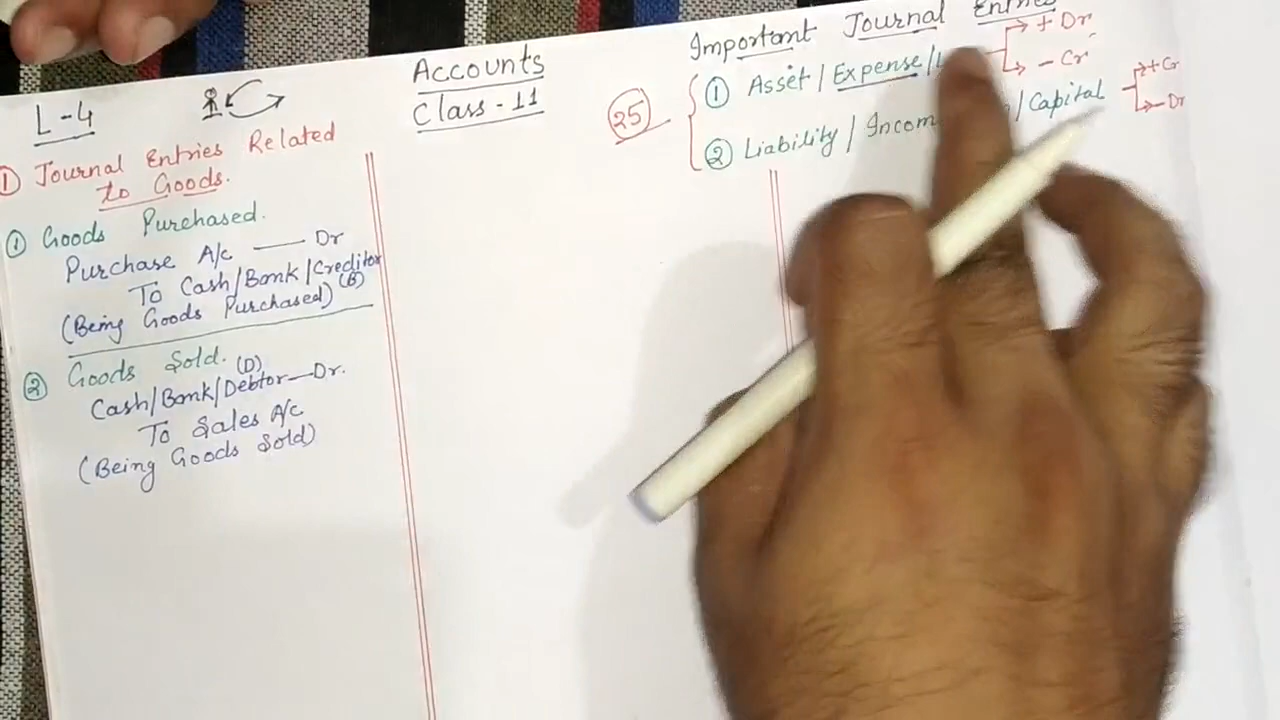 Important Journal Entries
Accounts
Class - 11
L-4
25
① Asset / Expense / + Dr
- Cr
② Liability / Incom / Capital + Cr
- Dr
① Journal Entries Related
to Goods.
① Goods Purchased.
Purchase A/c —— Dr
To Cash/Bank/Creditor
(B)
(Being Goods Purchased)
② Goods Sold.
(D)
Cash/Bank/Debtor—Dr.
To Sales A/c
(Being Goods Sold)